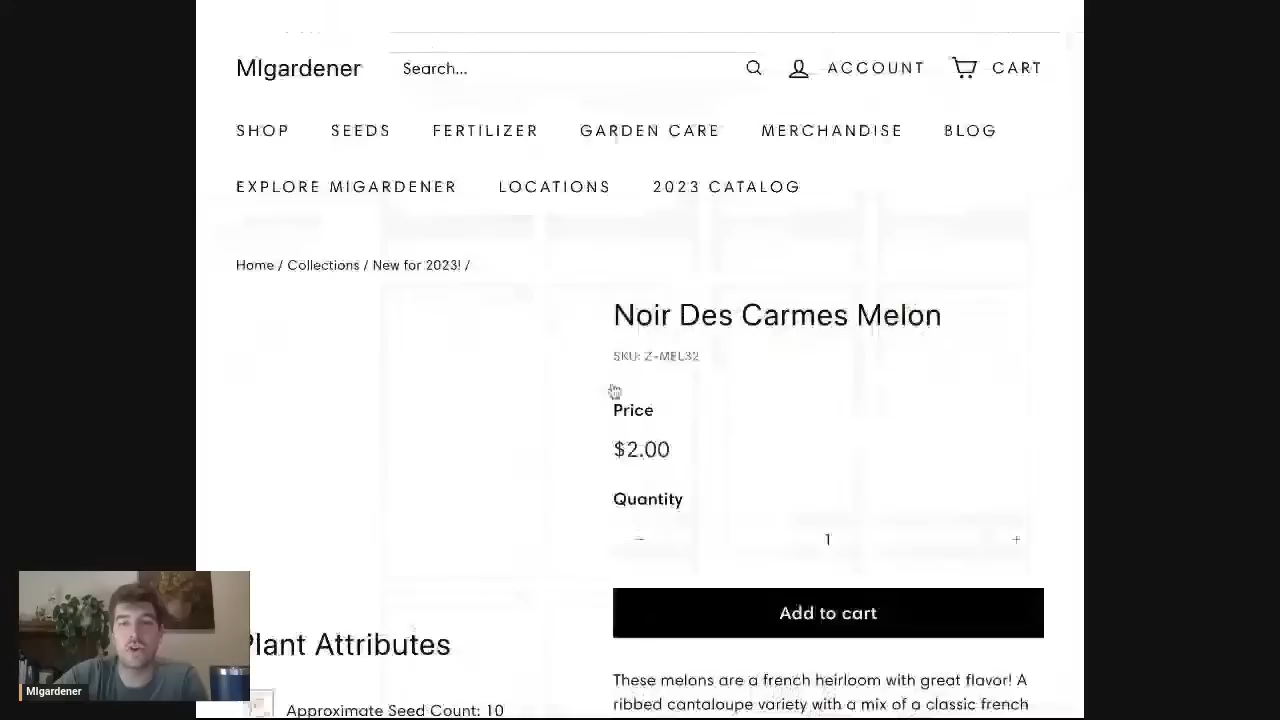 MIgardener
Search...
ACCOUNT
CART
SHOP
SEEDS
FERTILIZER
GARDEN CARE
MERCHANDISE
BLOG
EXPLORE MIGARDENER
LOCATIONS
2023 CATALOG
Home / Collections / New for 2023! /
Noir Des Carmes Melon
SKU: Z-MEL32
Price
$2.00
Quantity
− 1 +
Add to cart
These melons are a french heirloom with great flavor! A
ribbed cantaloupe variety with a mix of a classic french
Plant Attributes
Approximate Seed Count: 10
MIgardener